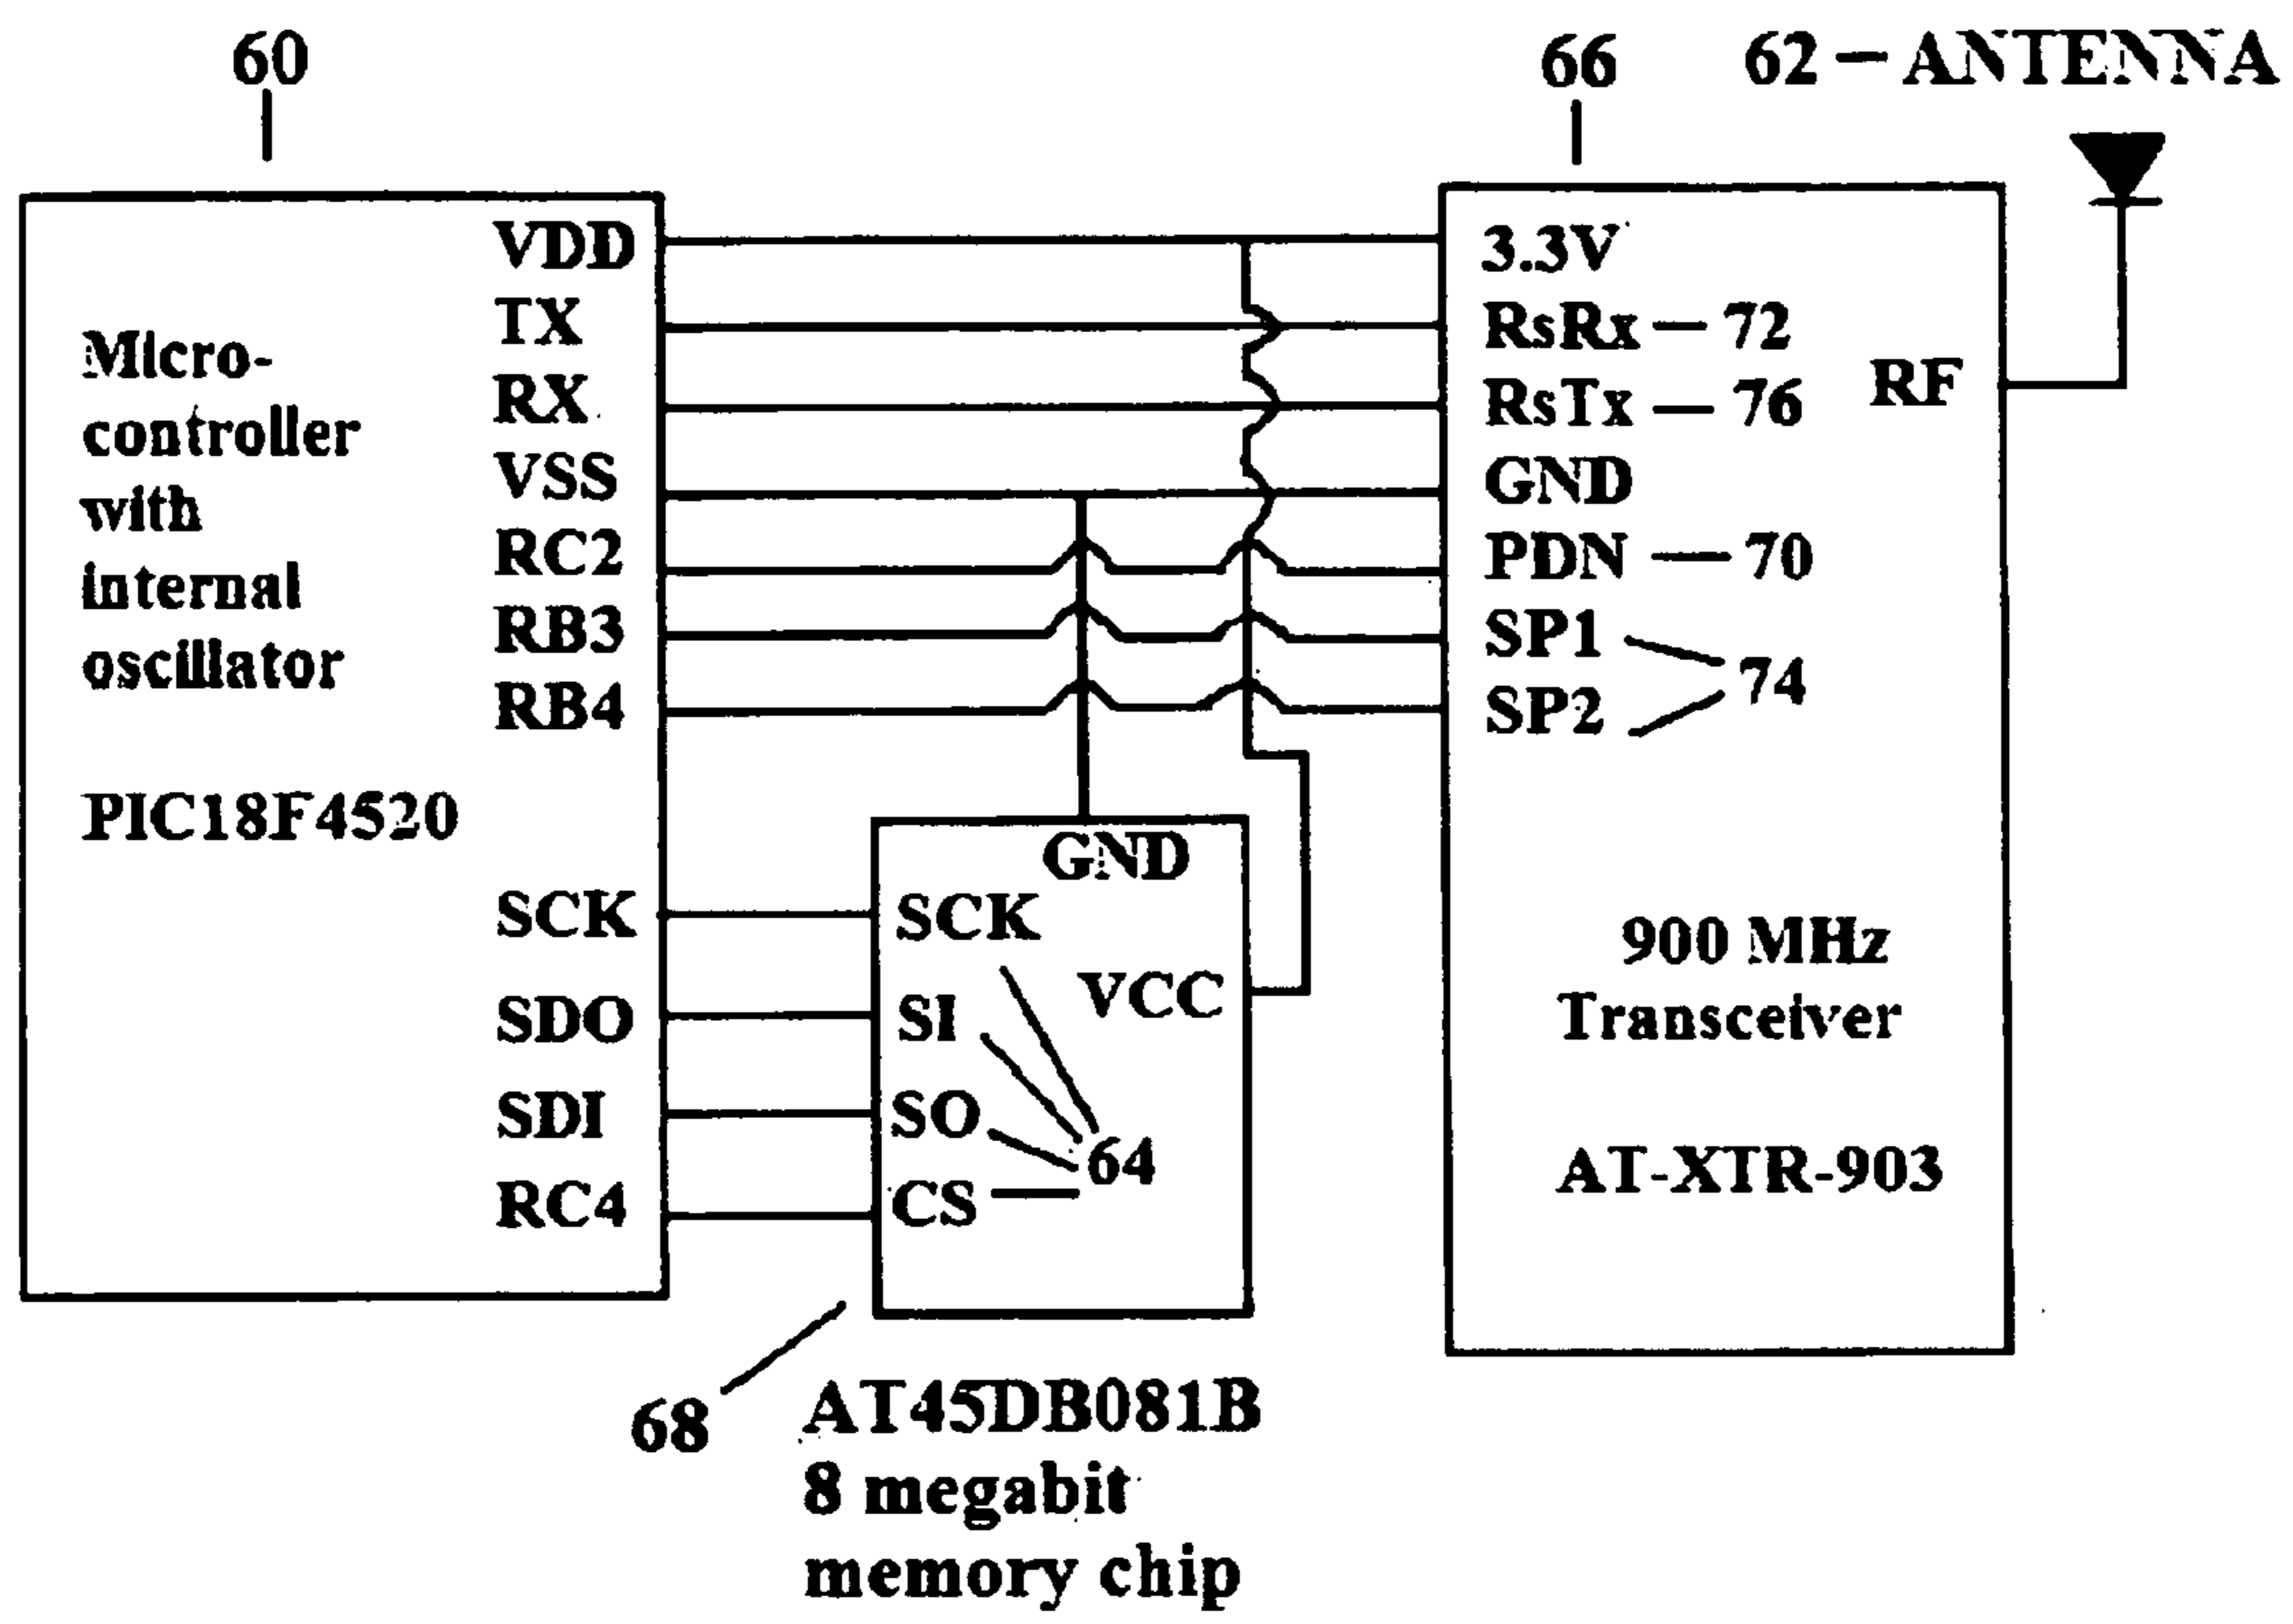 60
66
62 – ANTENNA
VDD
TX
RX
VSS
RC2
RB3
RB4
Micro-
controller
with
internal
oscillator
PIC18F4520
SCK
SDO
SDI
RC4
GND
SCK
VCC
SI
SO
CS
64
3.3V
RsRx – 72
RsTx – 76
RF
GND
PDN – 70
SP1
SP2
74
900 MHz
Transceiver
AT-XTR-903
68
AT45DB081B
8 megabit
memory chip